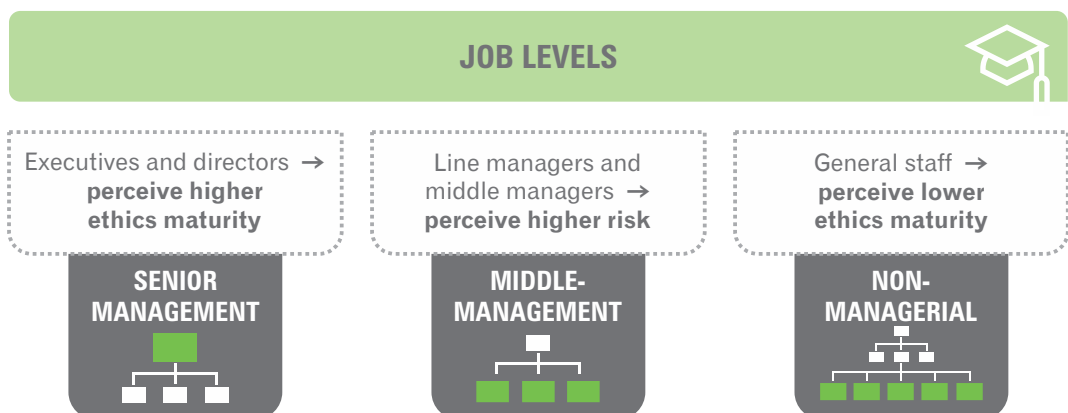 JOB LEVELS
Executives and directors →
perceive higher
ethics maturity
Line managers and
middle managers →
perceive higher risk
General staff →
perceive lower
ethics maturity
SENIOR
MANAGEMENT
MIDDLE-
MANAGEMENT
NON-
MANAGERIAL